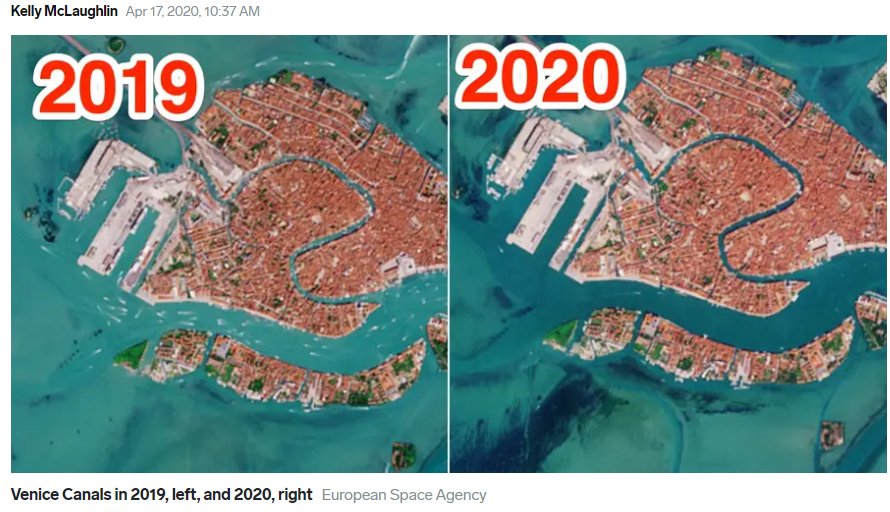 Kelly McLaughlin Apr 17, 2020, 10:37 AM
2019 2020
Venice Canals in 2019, left, and 2020, right European Space Agency